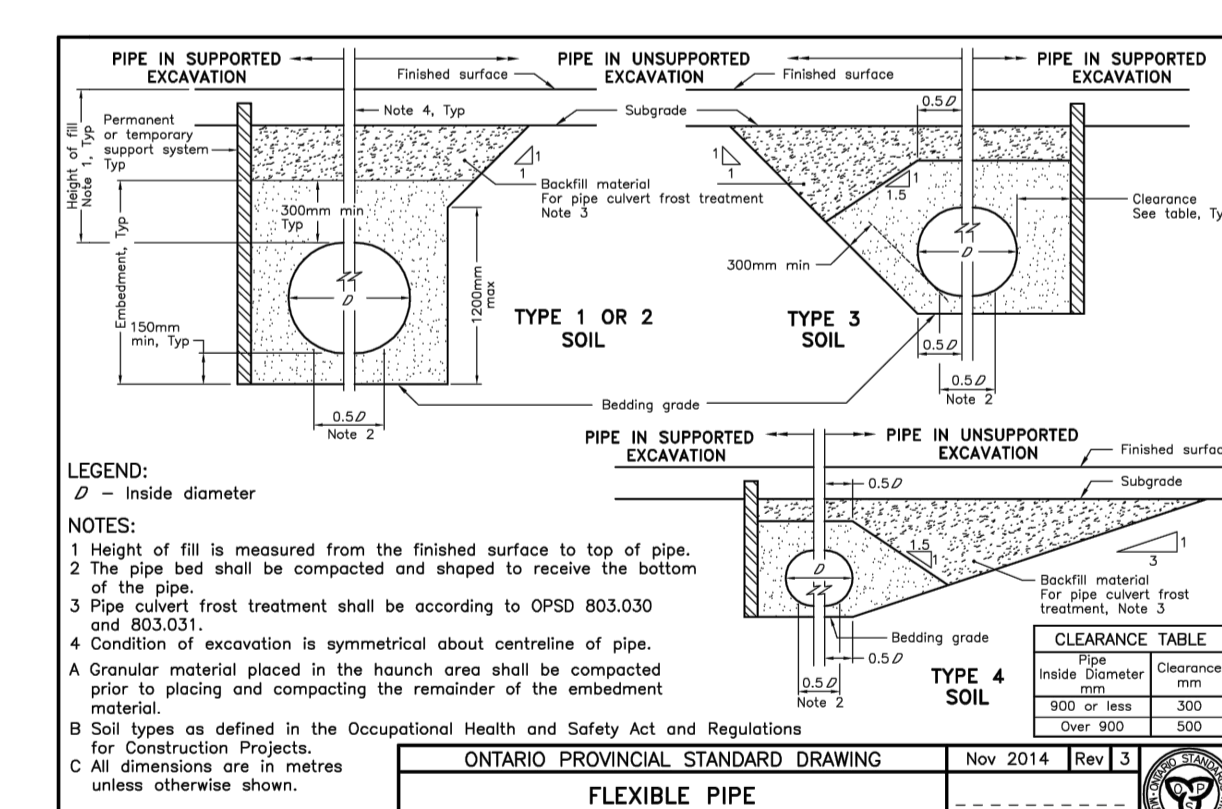 PIPE IN SUPPORTED
EXCAVATION
PIPE IN UNSUPPORTED
EXCAVATION
PIPE IN SUPPORTED
EXCAVATION
Finished surface
Finished surface
Height of fill
Note 1, Typ
Permanent
or temporary
support system
Typ
Note 4, Typ
Subgrade
0.5D
1
1
1
1
Backfill material
For pipe culvert frost treatment
Note 3
1
1.5
Clearance
See table, Ty
Embedment, Typ
300mm min
Typ
D
1200mm
max
150mm
min, Typ
300mm min
D
TYPE 1 OR 2
SOIL
TYPE 3
SOIL
0.5D
0.5D
Note 2
0.5D
Note 2
Bedding grade
PIPE IN SUPPORTED
EXCAVATION
PIPE IN UNSUPPORTED
EXCAVATION
Finished surfac
Subgrade
0.5D
1.5
1
1
3
D
Backfill material
For pipe culvert frost
treatment, Note 3
Bedding grade
0.5D
0.5D
Note 2
TYPE 4
SOIL
LEGEND:
D – Inside diameter
NOTES:
1 Height of fill is measured from the finished surface to top of pipe.
2 The pipe bed shall be compacted and shaped to receive the bottom
of the pipe.
3 Pipe culvert frost treatment shall be according to OPSD 803.030
and 803.031.
4 Condition of excavation is symmetrical about centreline of pipe.
A Granular material placed in the haunch area shall be compacted
prior to placing and compacting the remainder of the embedment
material.
B Soil types as defined in the Occupational Health and Safety Act and Regulations
for Construction Projects.
C All dimensions are in metres
unless otherwise shown.
CLEARANCE TABLE
Pipe
Inside Diameter
mm
Clearance
mm
900 or less 300
Over 900 500
ONTARIO PROVINCIAL STANDARD DRAWING
Nov 2014 Rev 3
FLEXIBLE PIPE
ONTARIO STANDA
O P
S